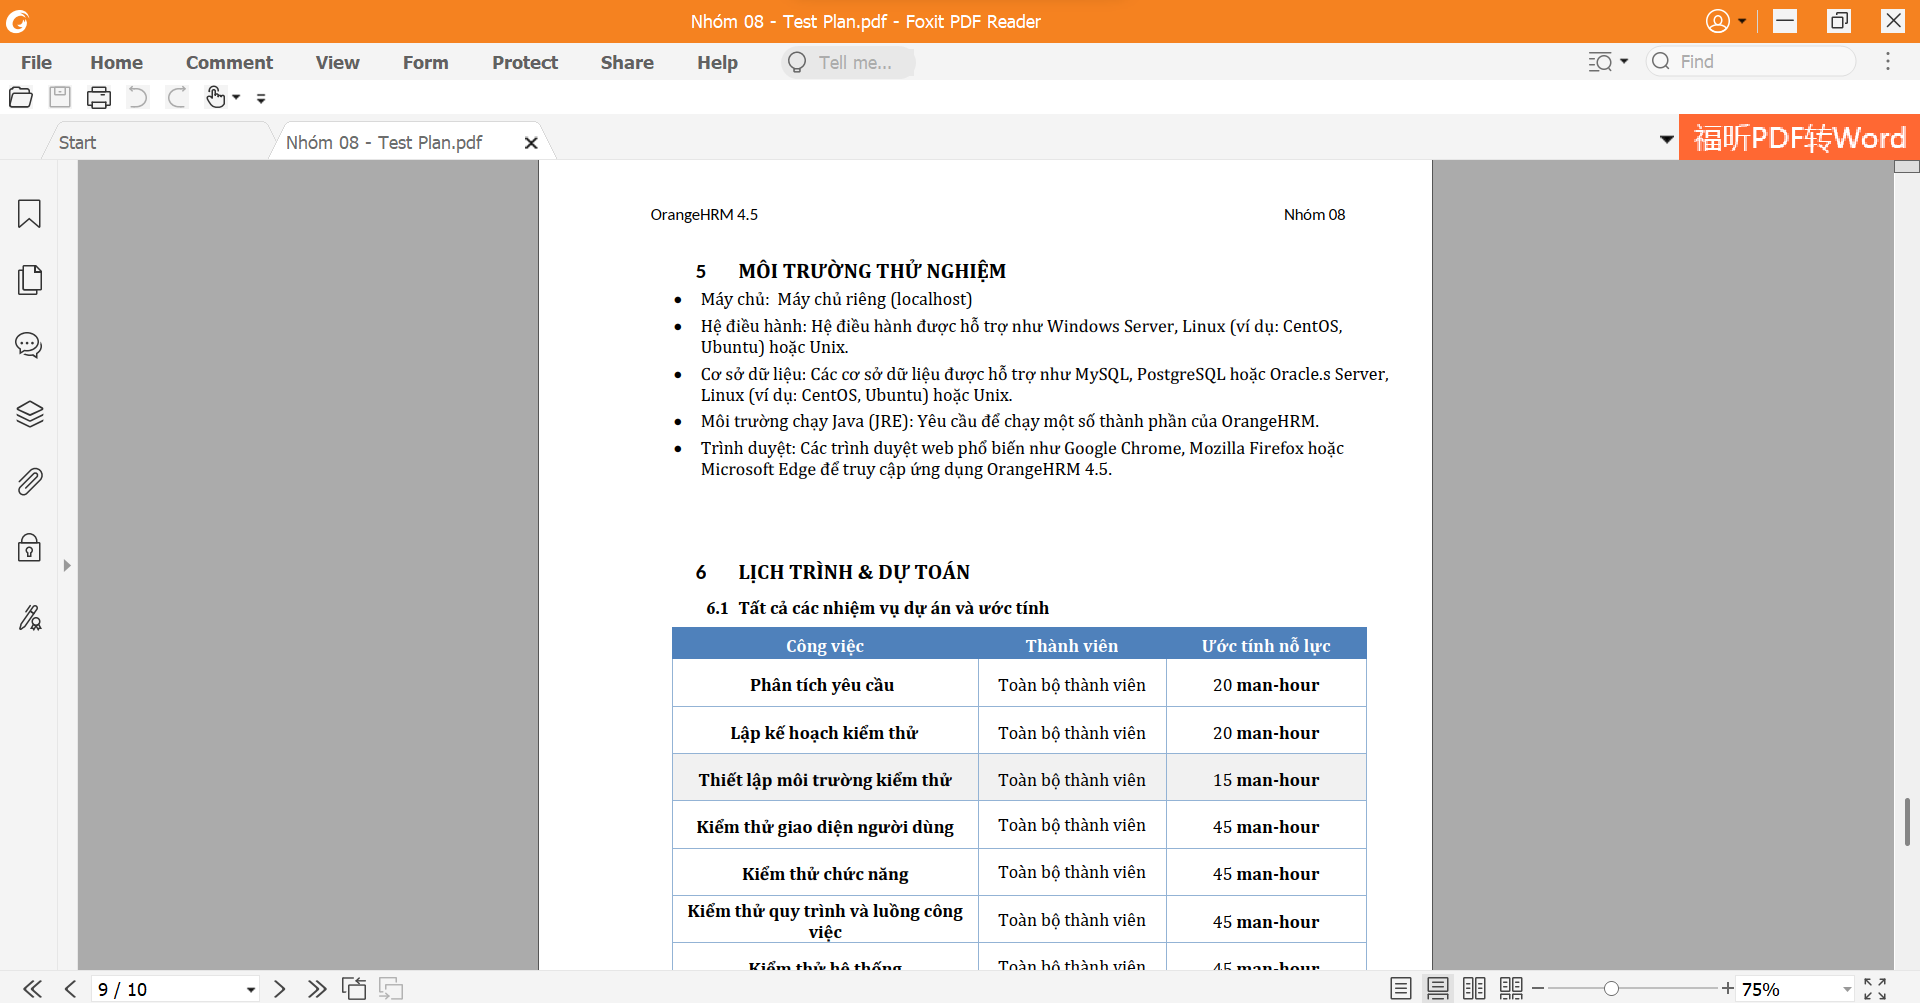 Nhóm 08 - Test Plan.pdf - Foxit PDF Reader
File Home Comment View Form Protect Share Help Tell me... Find
Start Nhóm 08 - Test Plan.pdf 福昕PDF转Word
OrangeHRM 4.5 Nhóm 08
5 MÔI TRƯỜNG THỬ NGHIỆM
• Máy chủ: Máy chủ riêng (localhost)
• Hệ điều hành: Hệ điều hành được hỗ trợ như Windows Server, Linux (ví dụ: CentOS,
Ubuntu) hoặc Unix.
• Cơ sở dữ liệu: Các cơ sở dữ liệu được hỗ trợ như MySQL, PostgreSQL hoặc Oracle.s Server,
Linux (ví dụ: CentOS, Ubuntu) hoặc Unix.
• Môi trường chạy Java (JRE): Yêu cầu để chạy một số thành phần của OrangeHRM.
• Trình duyệt: Các trình duyệt web phổ biến như Google Chrome, Mozilla Firefox hoặc
Microsoft Edge để truy cập ứng dụng OrangeHRM 4.5.
6 LỊCH TRÌNH & DỰ TOÁN
6.1 Tất cả các nhiệm vụ dự án và ước tính
Công việc Thành viên Ước tính nỗ lực
Phân tích yêu cầu Toàn bộ thành viên 20 man-hour
Lập kế hoạch kiểm thử Toàn bộ thành viên 20 man-hour
Thiết lập môi trường kiểm thử Toàn bộ thành viên 15 man-hour
Kiểm thử giao diện người dùng Toàn bộ thành viên 45 man-hour
Kiểm thử chức năng Toàn bộ thành viên 45 man-hour
Kiểm thử quy trình và luồng công
việc Toàn bộ thành viên 45 man-hour
Kiểm thử hệ thống Toàn bộ thành viên 45 man-hour
9 / 10 75%